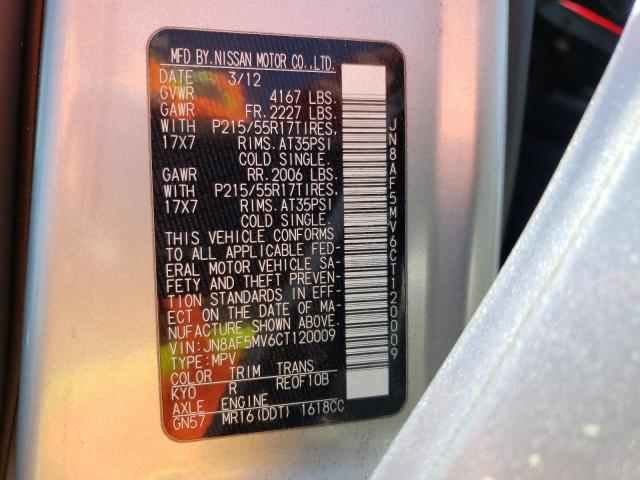 MFD BY.NISSAN MOTOR CO.,LTD.
DATE 3/12
GVWR 4167 LBS.
GAWR FR. 2227 LBS.
WITH P215/55R17TIRES,
17X7 RIMS. AT35PSI
COLD SINGLE.
GAWR RR. 2006 LBS.
WITH P215/55R17TIRES,
17X7 RIMS. AT35PSI
COLD SINGLE.
THIS VEHICLE CONFORMS
TO ALL APPLICABLE FED-
ERAL MOTOR VEHICLE SA-
FETY AND THEFT PREVEN-
TION STANDARDS IN EFF-
ECT ON THE DATE OF MA-
NUFACTURE SHOWN ABOVE.
VIN:JN8AF5MV6CT120009
TYPE:MPV
COLOR TRIM TRANS
KY0 R RE0F10B
AXLE ENGINE
GN57 MR16(DDT) 1618CC
JN8AF5MV6CT120009